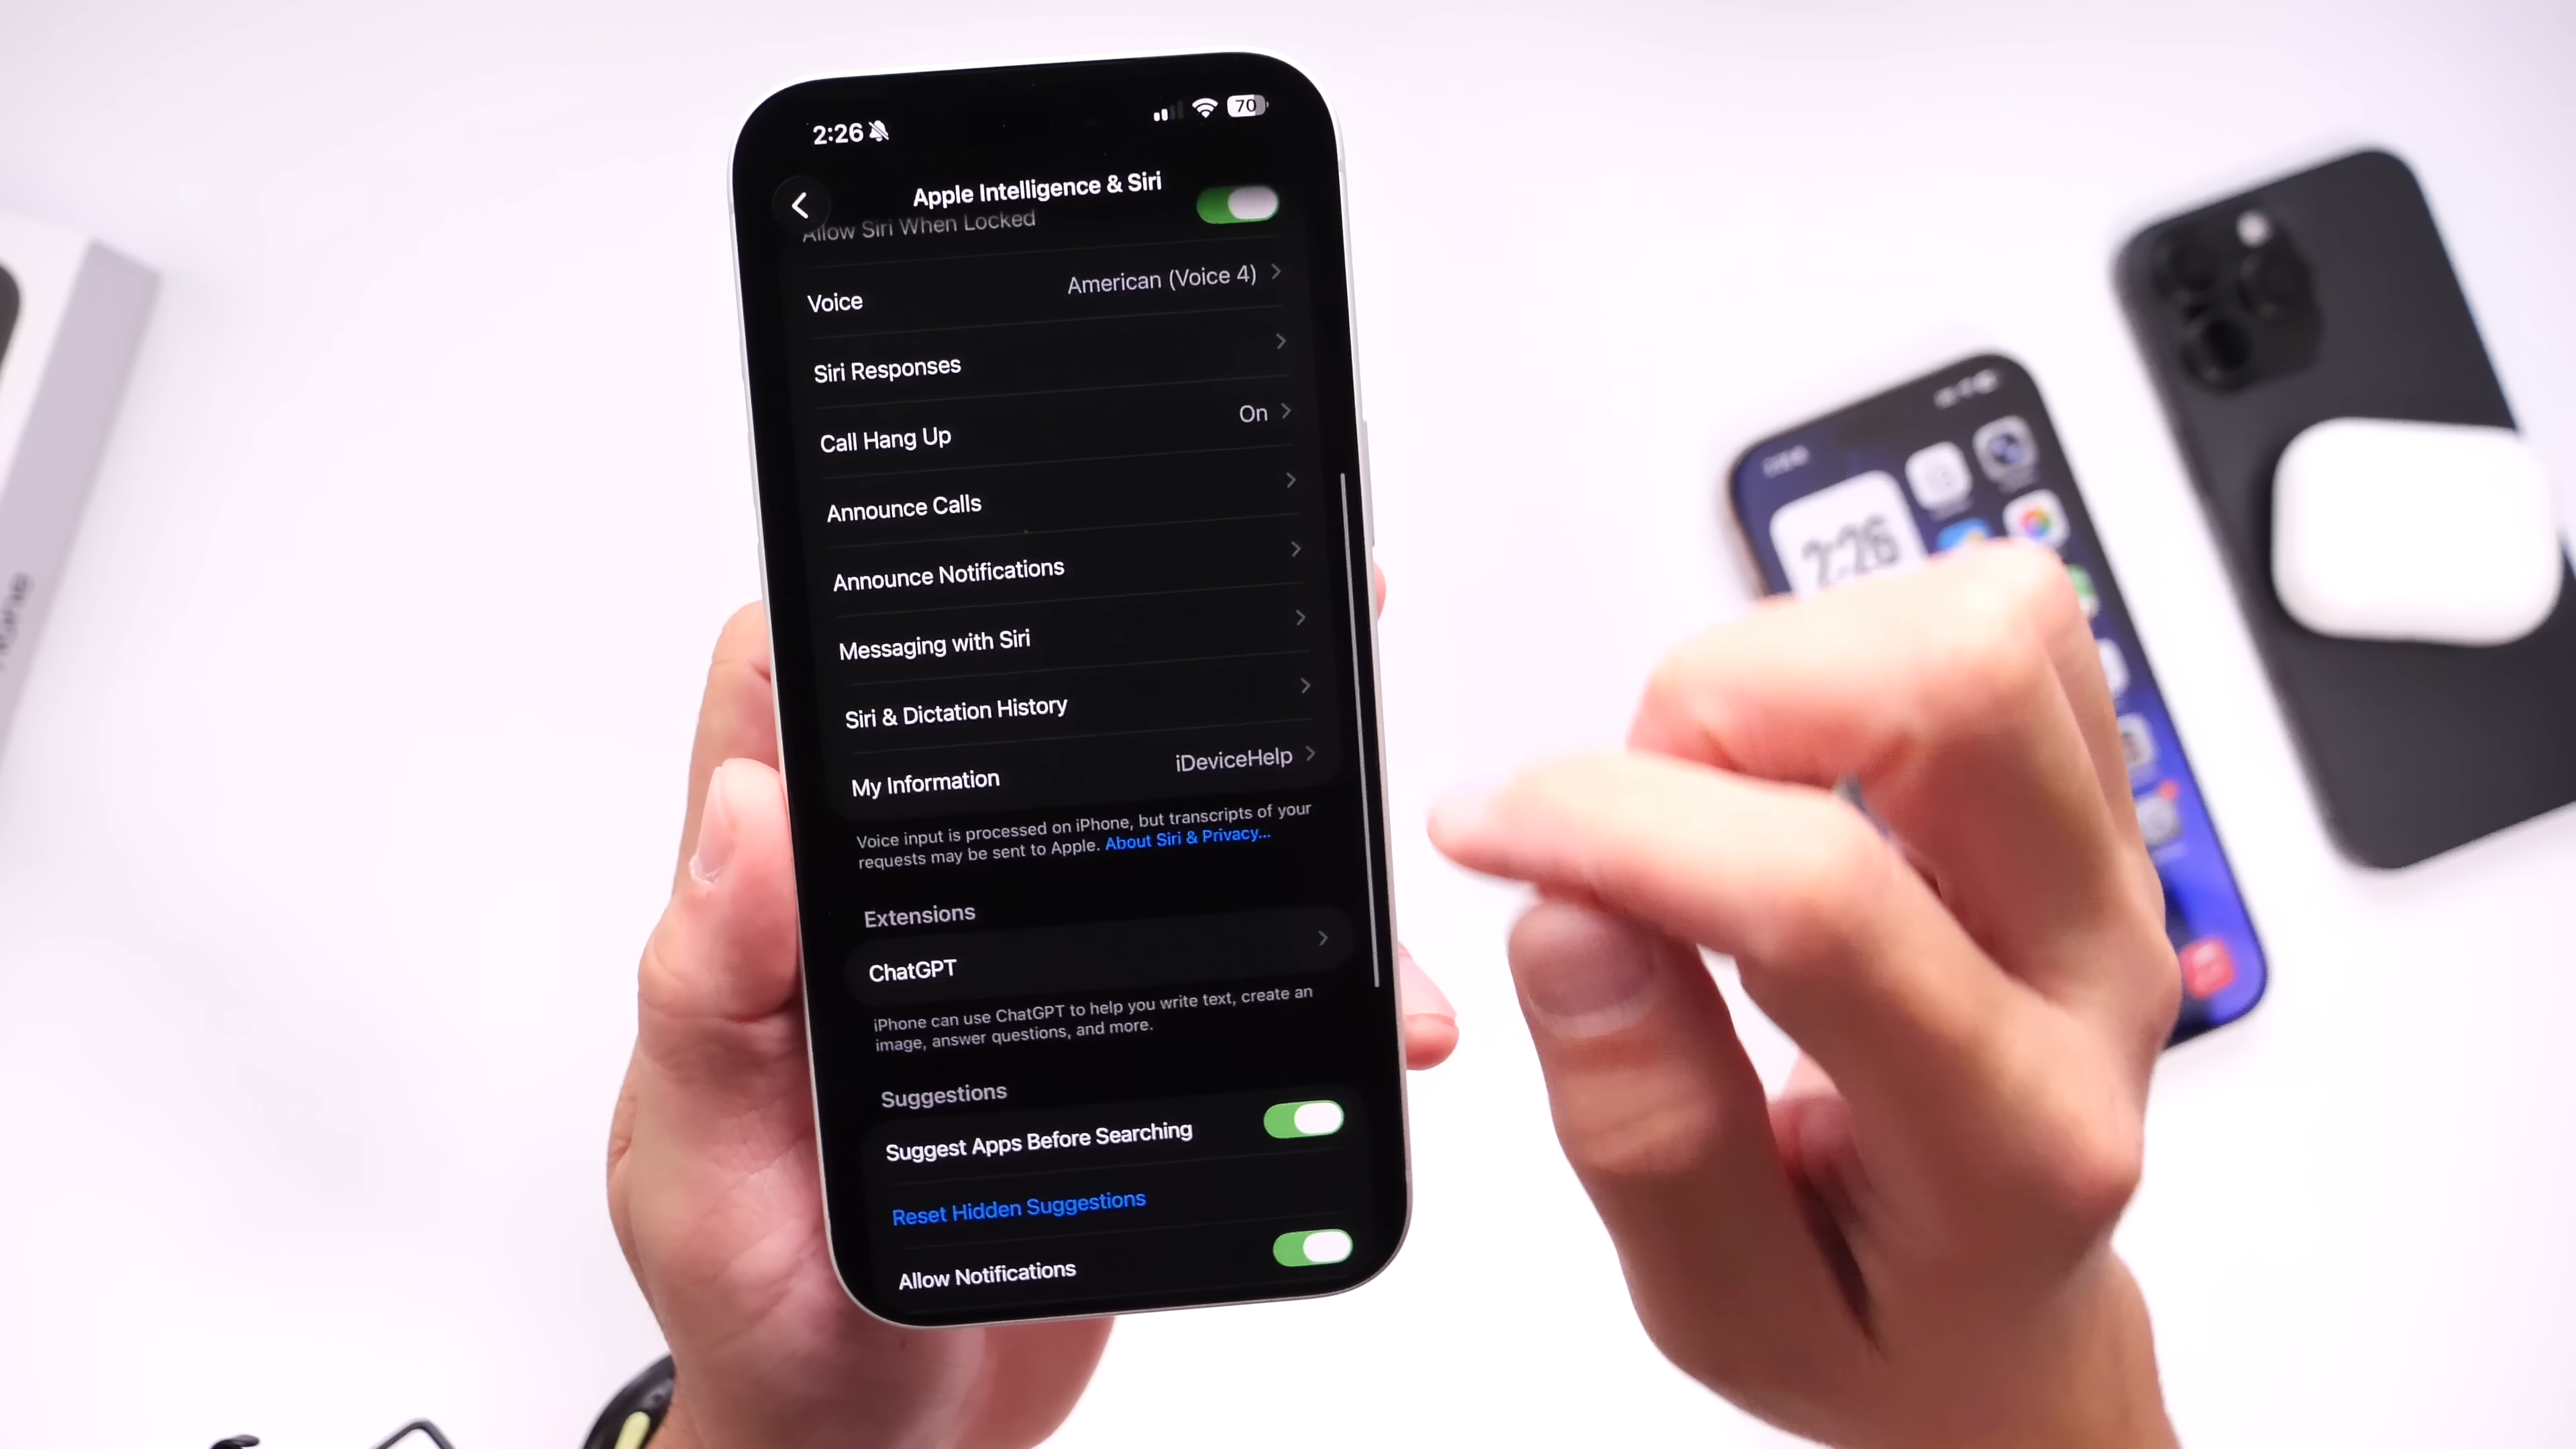 2:26
70
Apple Intelligence & Siri
Allow Siri When Locked
Voice American (Voice 4)
Siri Responses
Call Hang Up On
Announce Calls
Announce Notifications
Messaging with Siri
Siri & Dictation History
My Information iDeviceHelp
Voice input is processed on iPhone, but transcripts of your
requests may be sent to Apple. About Siri & Privacy...
Extensions
ChatGPT
iPhone can use ChatGPT to help you write text, create an
image, answer questions, and more.
Suggestions
Suggest Apps Before Searching
Reset Hidden Suggestions
Allow Notifications
2:26